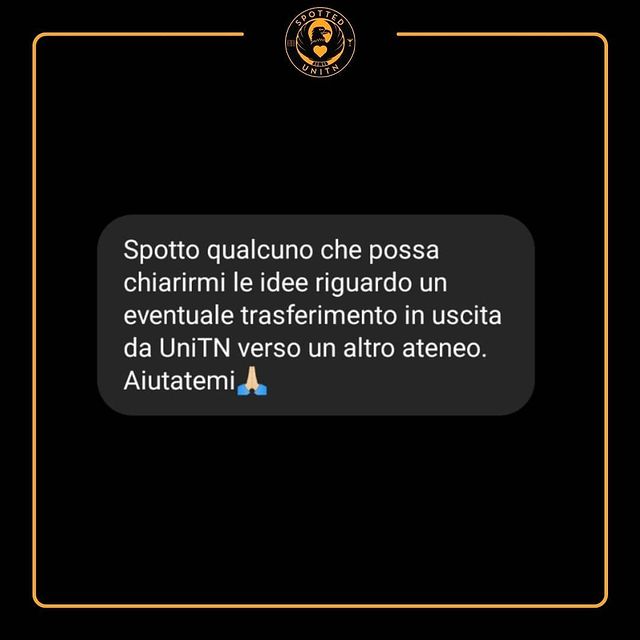 SPOTTED
UNITN
Spotto qualcuno che possa
chiarirmi le idee riguardo un
eventuale trasferimento in uscita
da UniTN verso un altro ateneo.
Aiutatemi🙏🏼